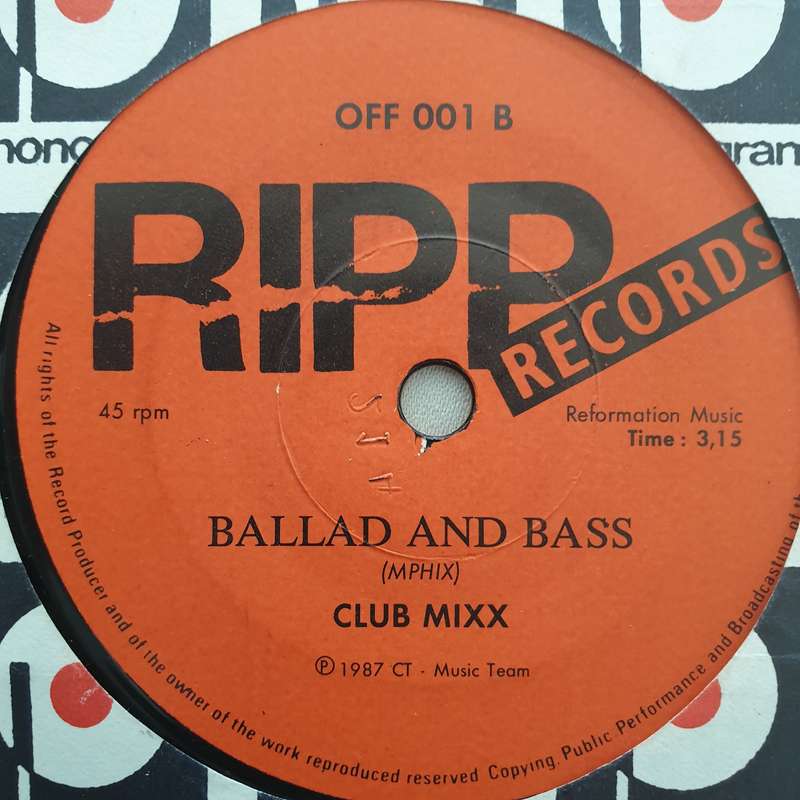 OFF 001 B
RIPP
RECORDS
45 rpm
Reformation Music
Time : 3,15
BALLAD AND BASS
(MPHIX)
CLUB MIXX
Ⓟ 1987 CT - Music Team
All rights of the Record Producer and of the owner of the work reproduced reserved Copying, Public Performance and Broadcasting of th